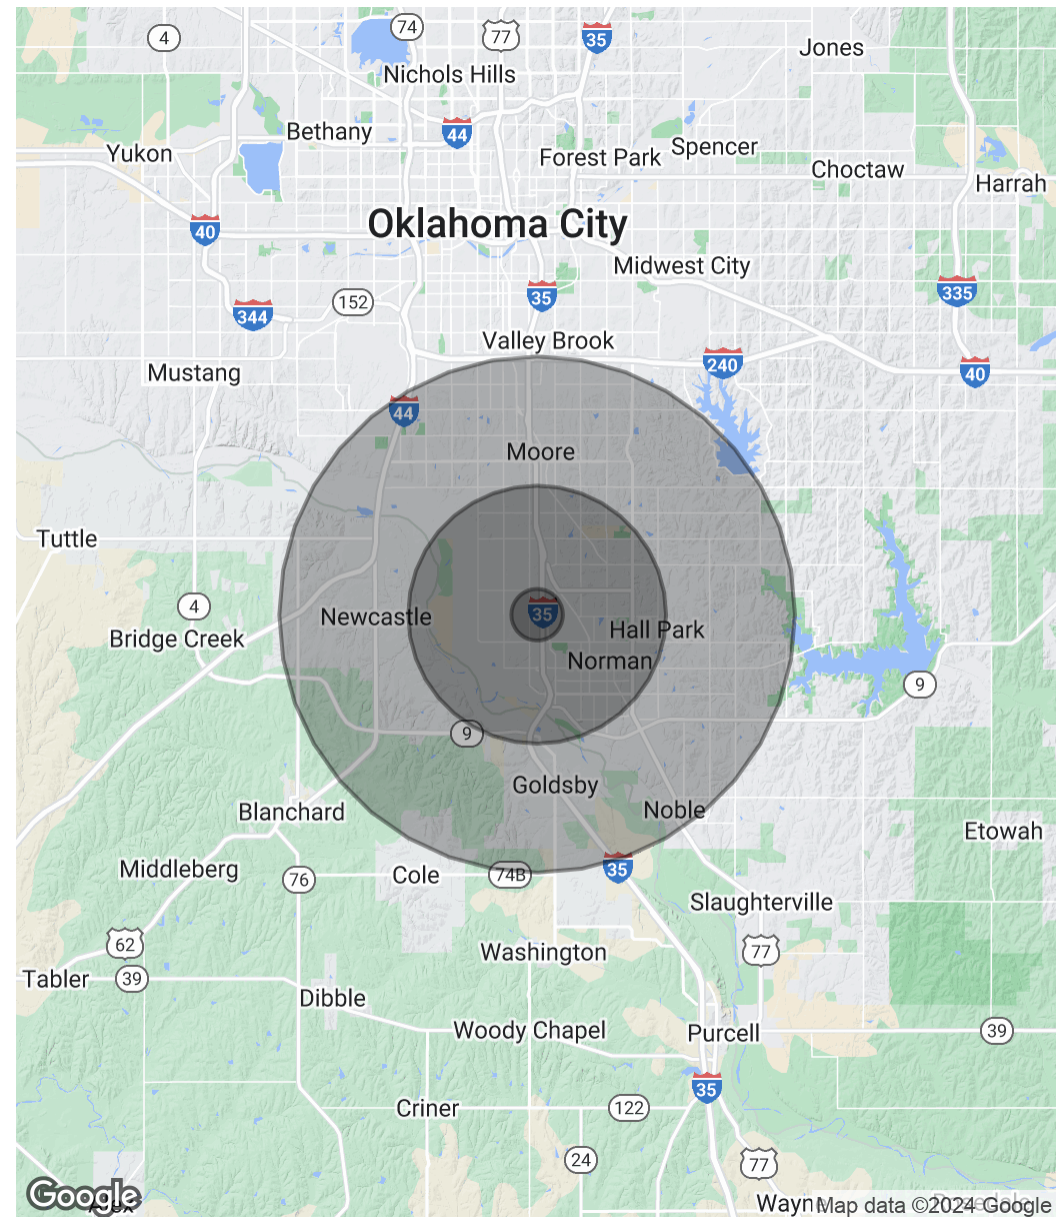 74
77
35
4
Jones
Nichols Hills
Bethany
44
Yukon
Forest Park
Spencer
Choctaw
Harrah
Oklahoma City
40
Midwest City
335
35
152
344
Valley Brook
240
Mustang
40
44
Moore
Tuttle
4
35
Newcastle
Hall Park
Bridge Creek
Norman
9
9
Goldsby
Noble
Blanchard
Etowah
Middleberg
35
Cole
74B
76
Slaughterville
62
Washington
77
Tabler
39
Dibble
Woody Chapel
Purcell
39
35
Criner
122
24
77
Google
Alex
Wayne
Map data ©2024 Google